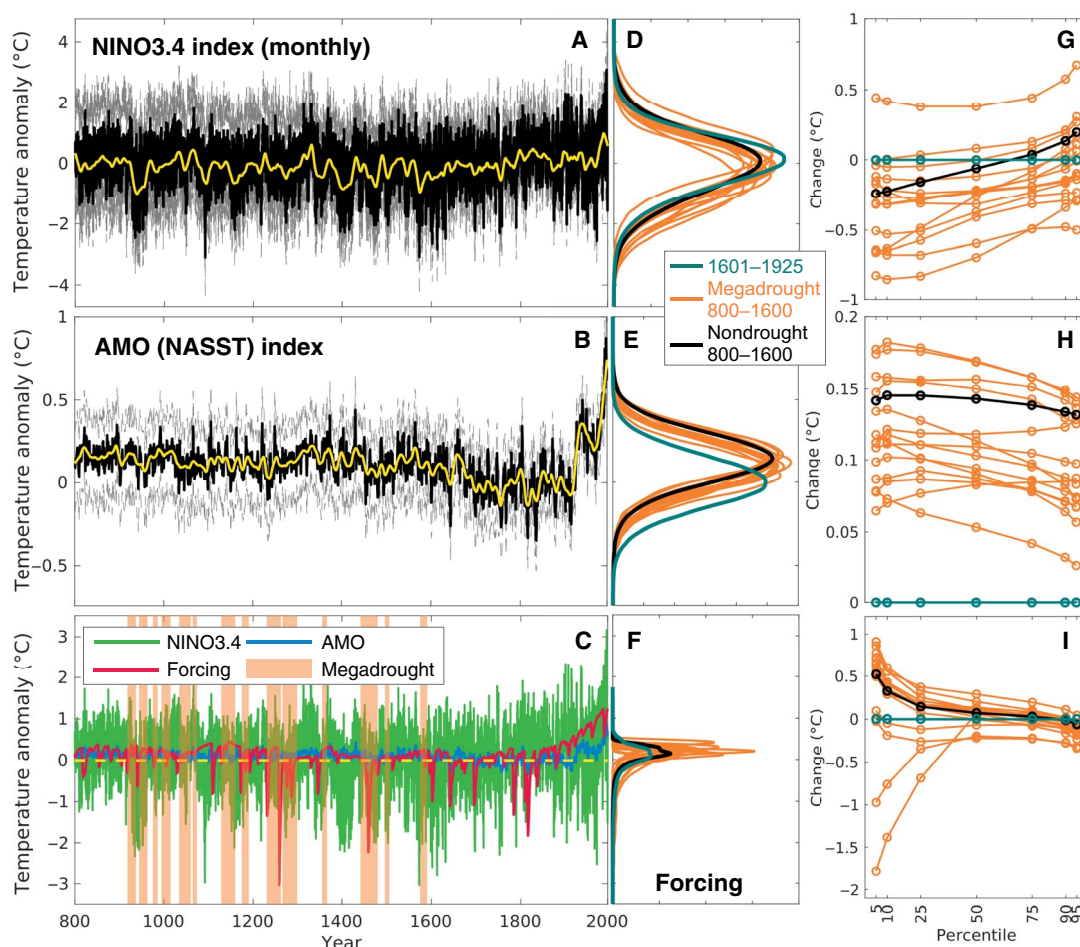 NINO3.4 index (monthly)
A
D
G
Temperature anomaly (°C)
4
2
0
−2
−4
Change (°C)
1
0.5
0
−0.5
−1
1601–1925
Megadrought
800–1600
Nondrought
800–1600
AMO (NASST) index
B
E
H
Temperature anomaly (°C)
1
0.5
0
−0.5
Change (°C)
0.2
0.15
0.1
0.05
0
NINO3.4
AMO
Forcing
Megadrought
C
F
I
Temperature anomaly (°C)
3
2
1
0
−1
−2
−3
Forcing
Change (°C)
1
0.5
0
−0.5
−1
−1.5
−2
800 1000 1200 1400 1600 1800 2000
Year
5 10 25 50 75 90 95
Percentile